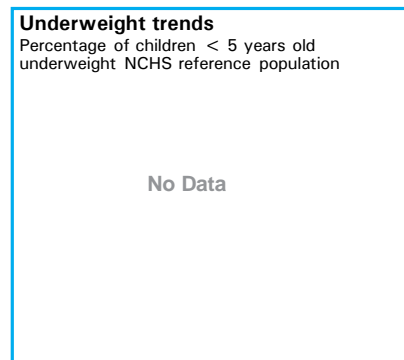 Underweight trends
Percentage of children < 5 years old
underweight NCHS reference population
No Data